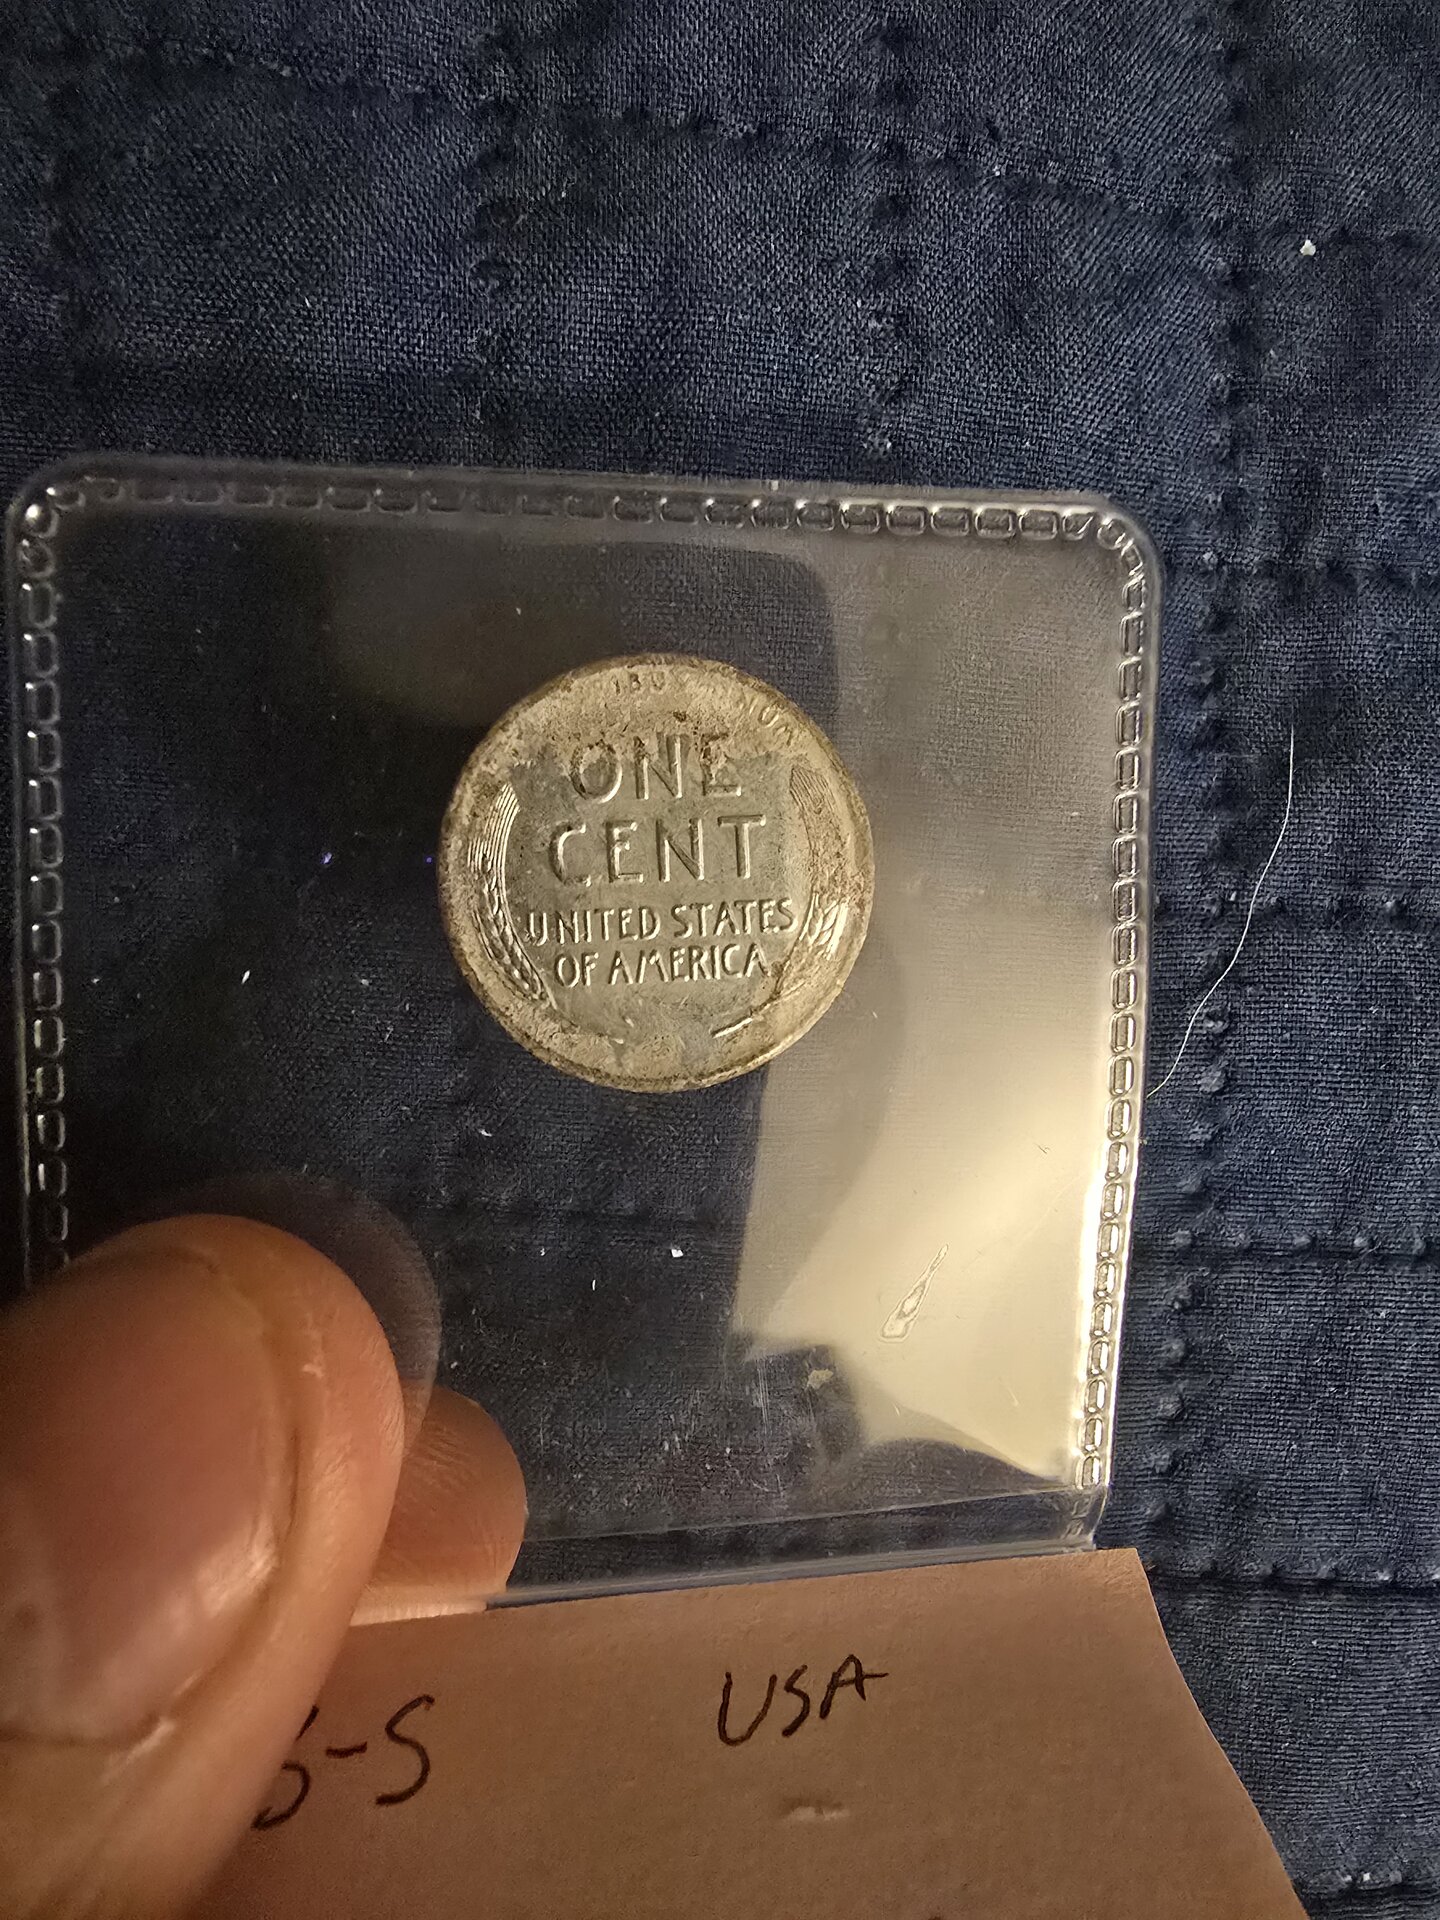 ONE
CENT
UNITED STATES
OF AMERICA
USA
-S